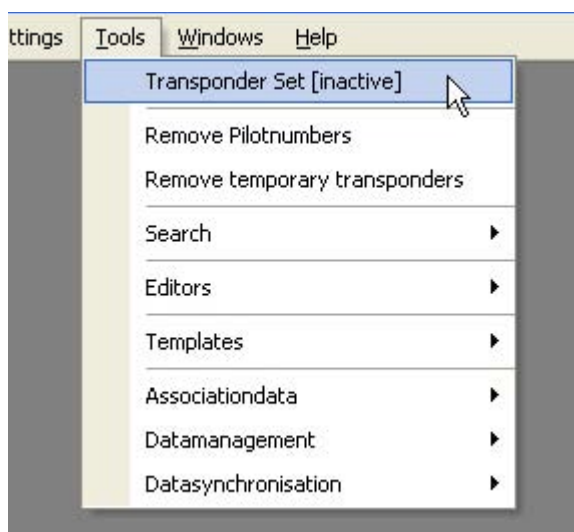 ttings Tools Windows Help
Transponder Set [inactive]
Remove Pilotnumbers
Remove temporary transponders
Search
Editors
Templates
Associationdata
Datamanagement
Datasynchronisation